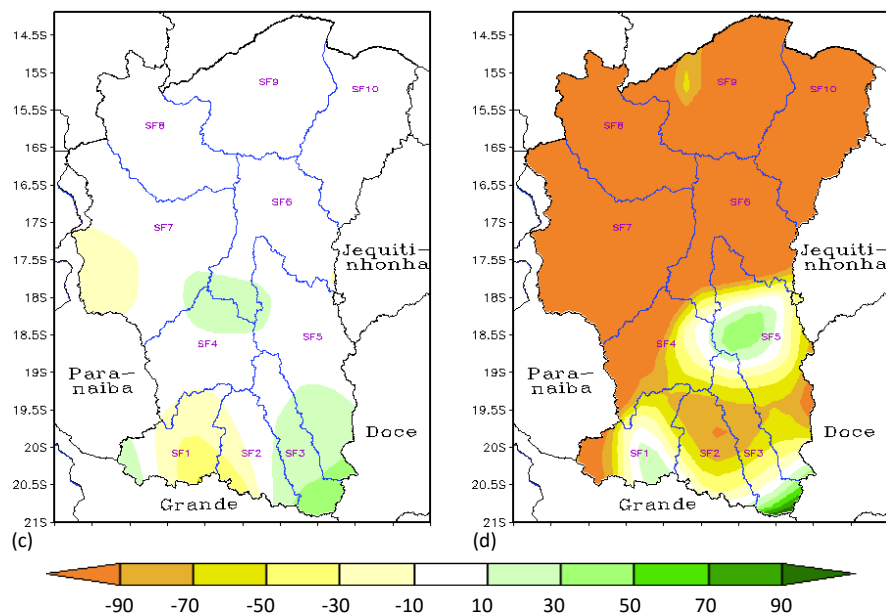 14.5S
15S
15.5S
16S
16.5S
17S
17.5S
18S
18.5S
19S
19.5S
20S
20.5S
21S
SF9
SF10
SF8
SF6
SF7
Jequiti-
nhonha
SF5
SF4
Para-
naiba
Doce
SF1
SF2
SF3
Grande
(c)
14.5S
15S
15.5S
16S
16.5S
17S
17.5S
18S
18.5S
19S
19.5S
20S
20.5S
21S
SF9
SF10
SF8
SF6
SF7
Jequiti-
nhonha
SF5
SF4
Para-
naiba
Doce
SF1
SF2
SF3
Grande
(d)
-90 -70 -50 -30 -10 10 30 50 70 90